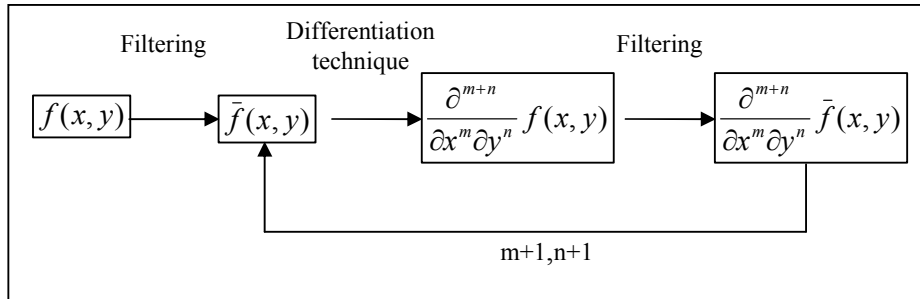 Filtering
Differentiation
technique
Filtering
f(x, y)
f̄(x, y)
∂^{m+n}/∂x^m∂y^n f(x, y)
∂^{m+n}/∂x^m∂y^n f̄(x, y)
m+1,n+1